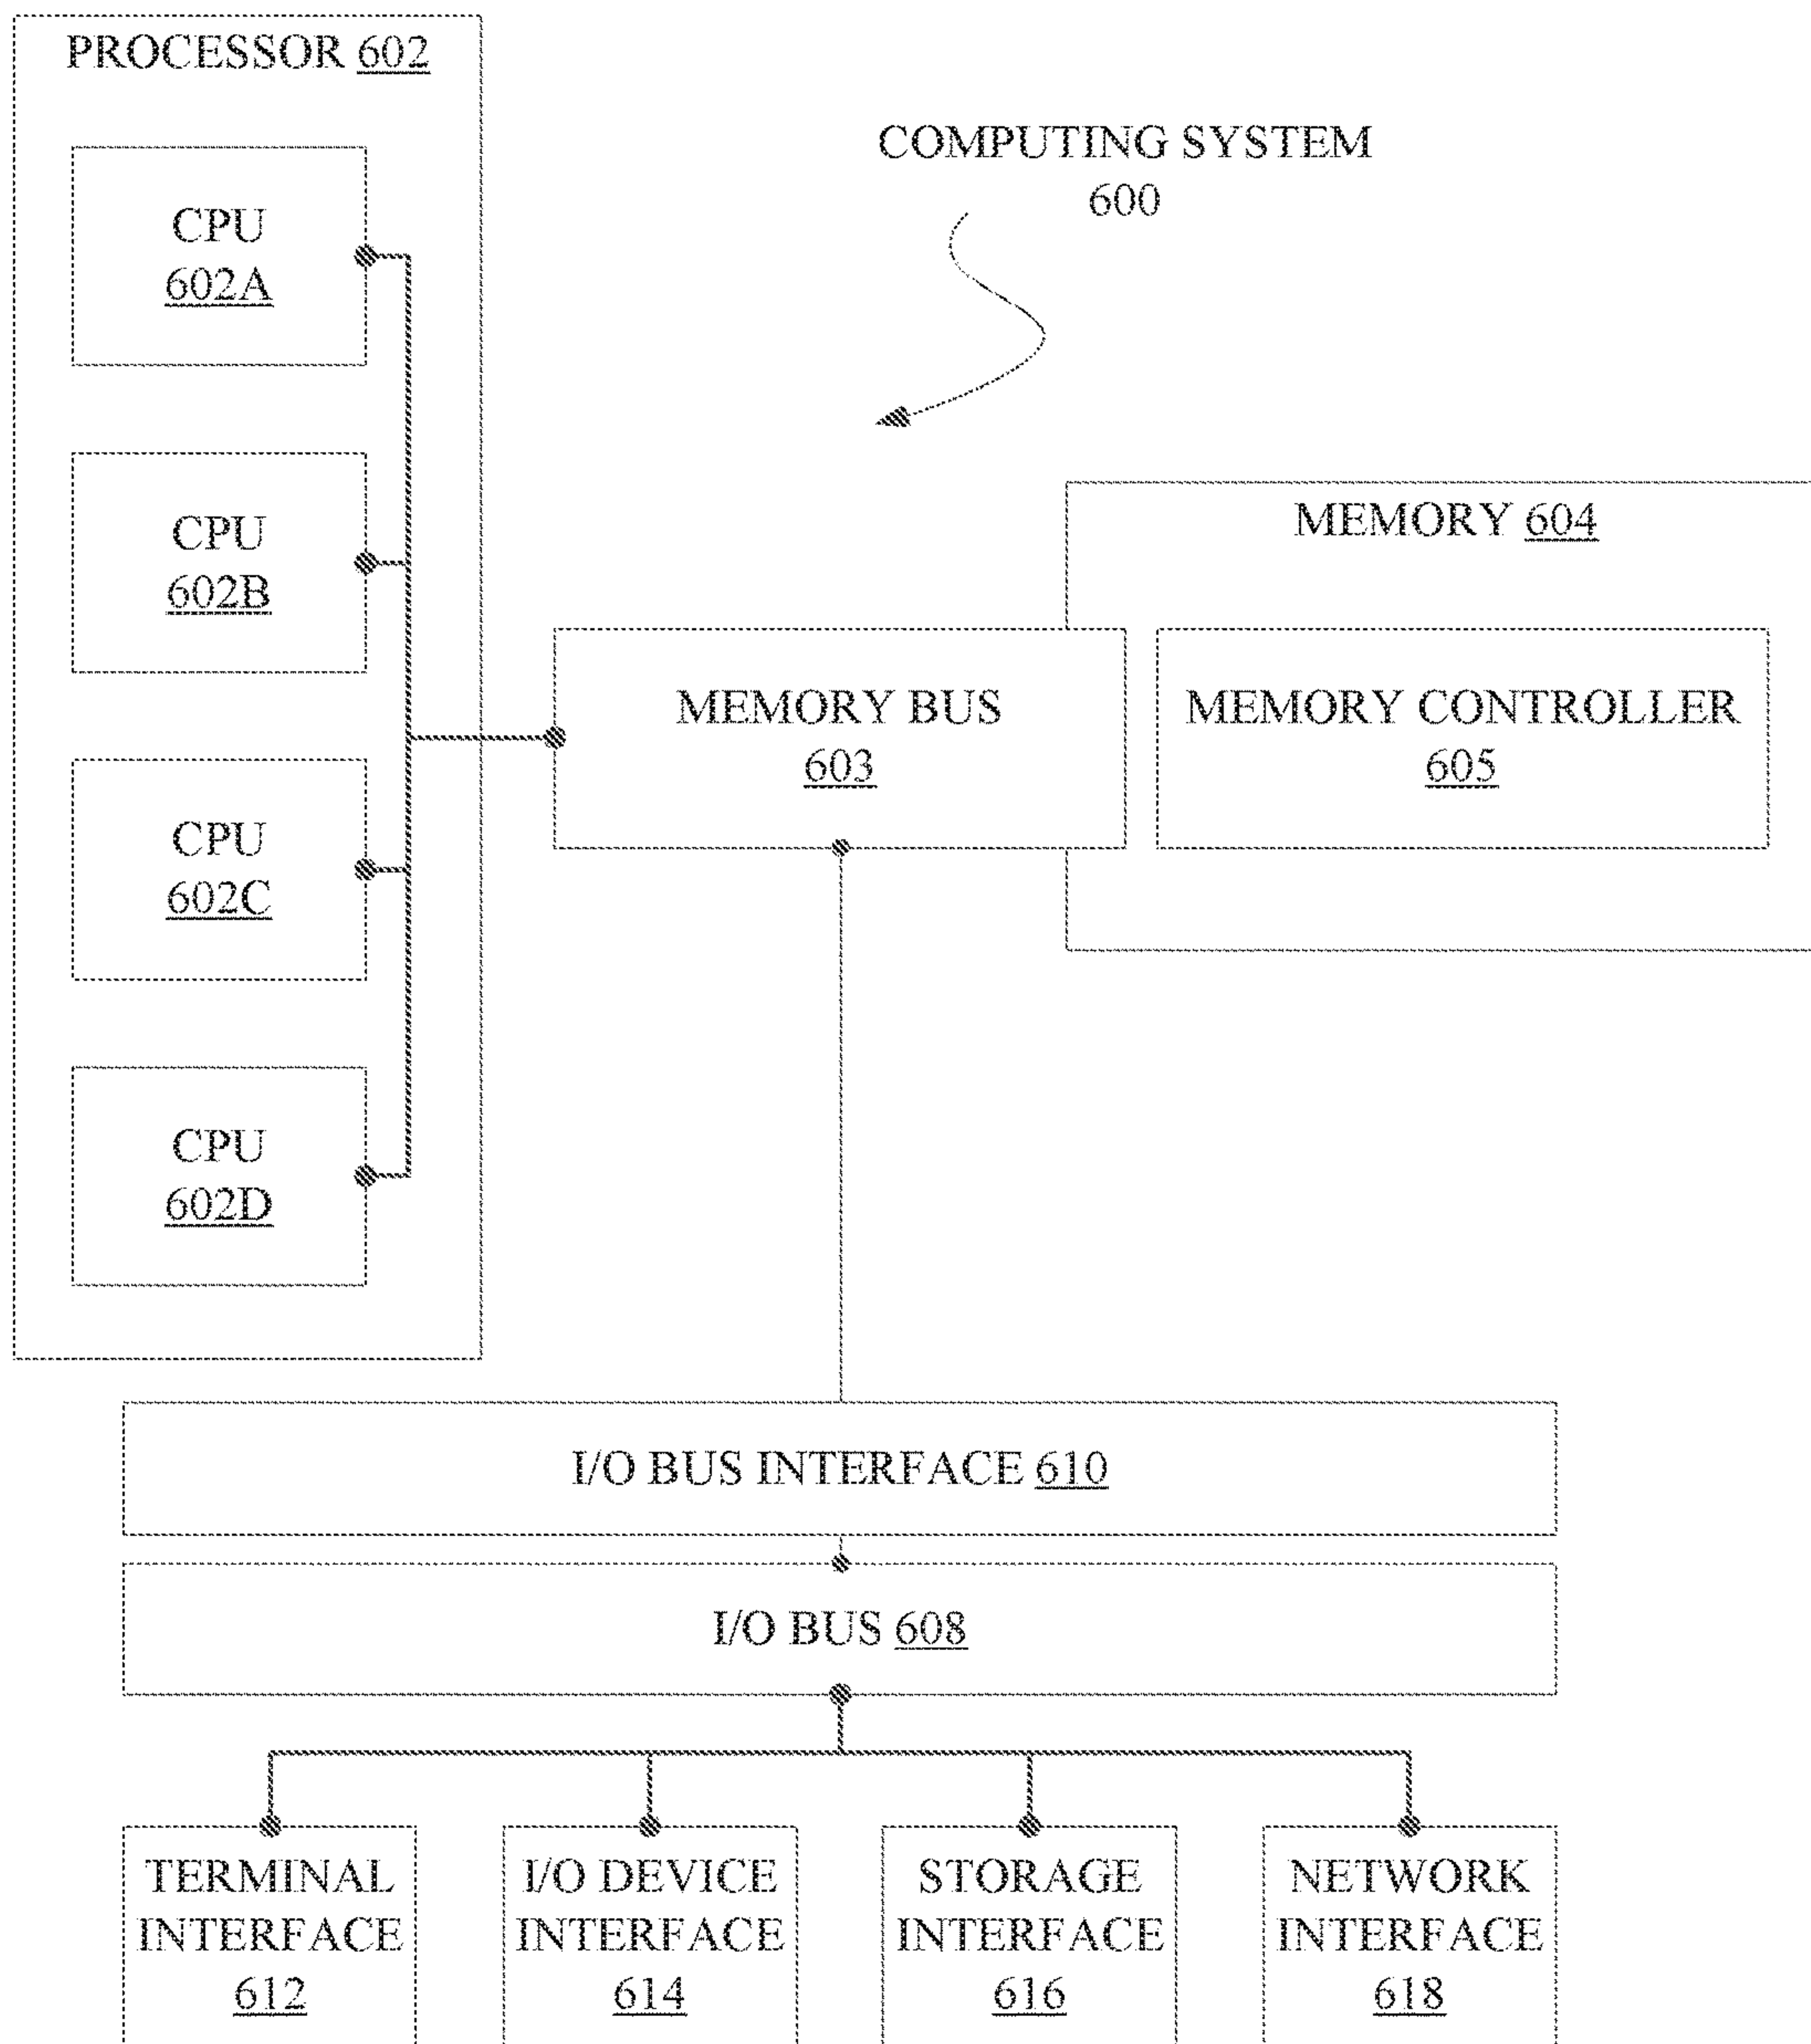 PROCESSOR 602
CPU
602A
CPU
602B
CPU
602C
CPU
602D
COMPUTING SYSTEM
600
MEMORY 604
MEMORY BUS
603
MEMORY CONTROLLER
605
I/O BUS INTERFACE 610
I/O BUS 608
TERMINAL
INTERFACE
612
I/O DEVICE
INTERFACE
614
STORAGE
INTERFACE
616
NETWORK
INTERFACE
618